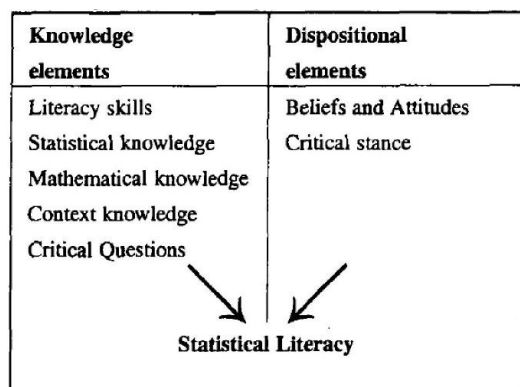 Knowledge
elements
Dispositional
elements
Literacy skills
Statistical knowledge
Mathematical knowledge
Context knowledge
Critical Questions
Beliefs and Attitudes
Critical stance
Statistical Literacy